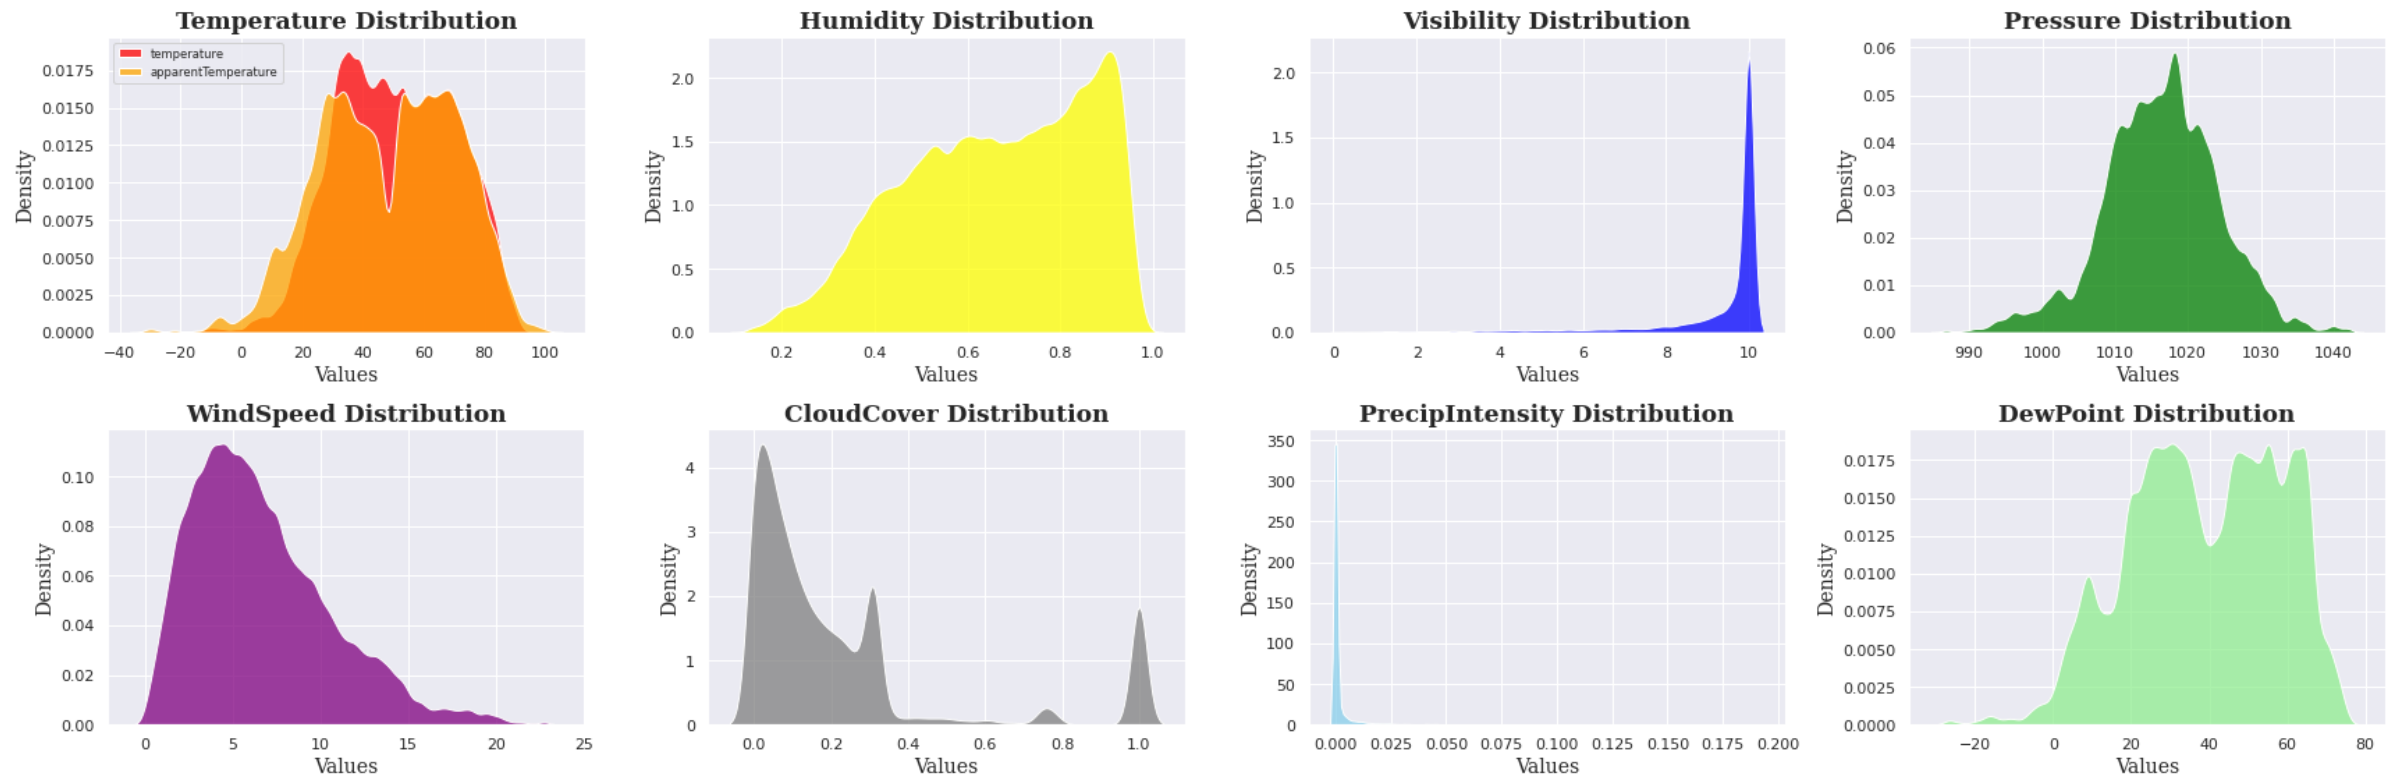 Temperature Distribution
temperature
apparentTemperature
0.0175
0.0150
0.0125
0.0100
0.0075
0.0050
0.0025
0.0000
Density
−40 −20 0 20 40 60 80 100
Values
Humidity Distribution
2.0
1.5
1.0
0.5
0.0
Density
0.2 0.4 0.6 0.8 1.0
Values
Visibility Distribution
2.0
1.5
1.0
0.5
0.0
Density
0 2 4 6 8 10
Values
Pressure Distribution
0.06
0.05
0.04
0.03
0.02
0.01
0.00
Density
990 1000 1010 1020 1030 1040
Values
WindSpeed Distribution
0.10
0.08
0.06
0.04
0.02
0.00
Density
0 5 10 15 20 25
Values
CloudCover Distribution
4
3
2
1
0
Density
0.0 0.2 0.4 0.6 0.8 1.0
Values
PrecipIntensity Distribution
350
300
250
200
150
100
50
0
Density
0.000 0.025 0.050 0.075 0.100 0.125 0.150 0.175 0.200
Values
DewPoint Distribution
0.0175
0.0150
0.0125
0.0100
0.0075
0.0050
0.0025
0.0000
Density
−20 0 20 40 60 80
Values